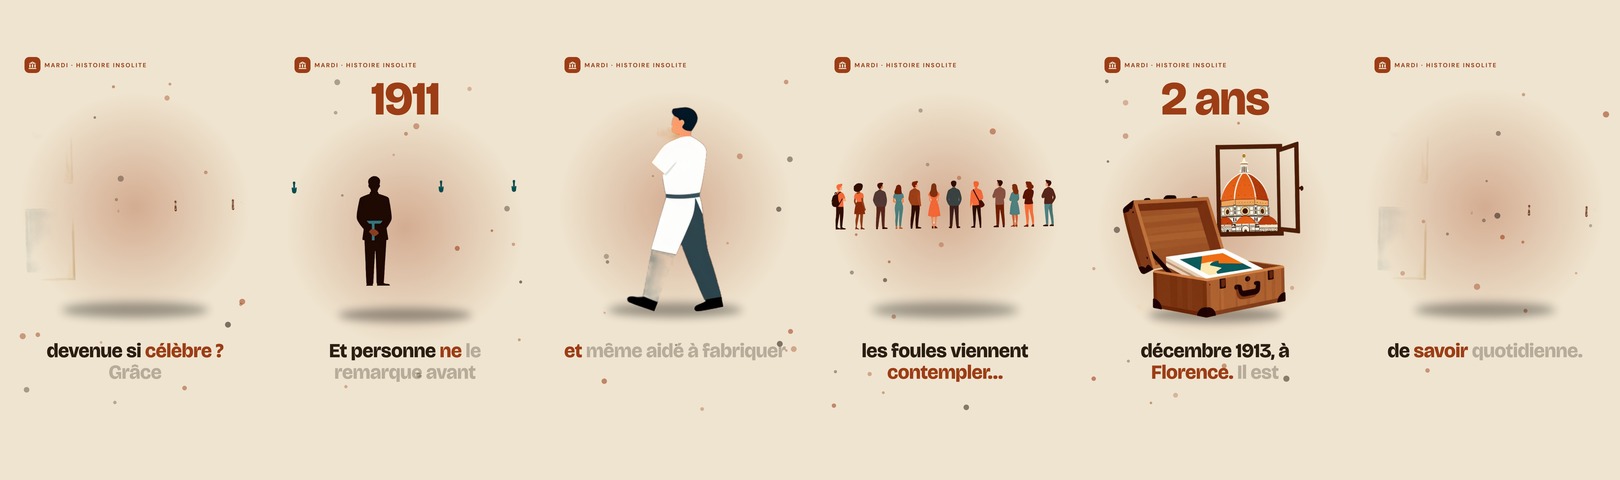 MARDI · HISTOIRE INSOLITE
devenue si célèbre ?
Grâce
MARDI · HISTOIRE INSOLITE
1911
Et personne ne le
remarque avant
MARDI · HISTOIRE INSOLITE
et même aidé à fabriquer
MARDI · HISTOIRE INSOLITE
les foules viennent
contempler...
MARDI · HISTOIRE INSOLITE
2 ans
décembre 1913, à
Florence. Il est
MARDI · HISTOIRE INSOLITE
de savoir quotidienne.